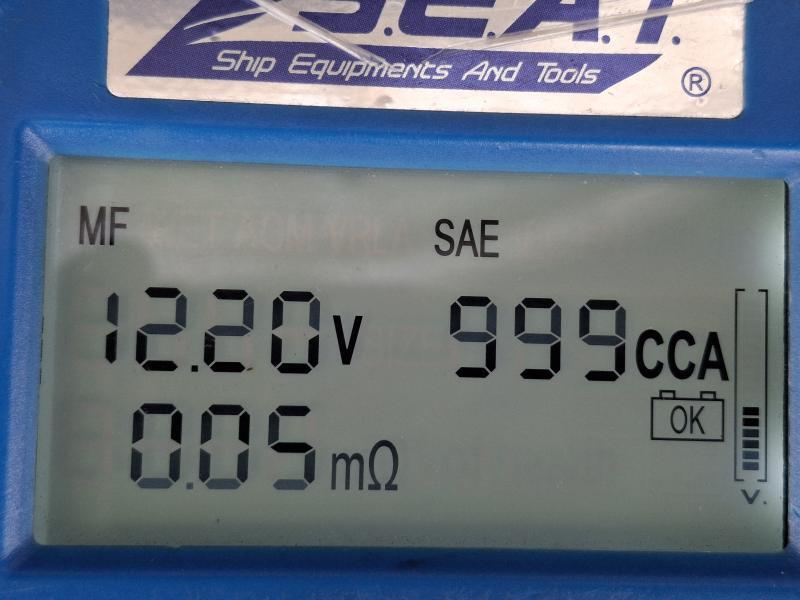 S.E.A.T.
Ship Equipments And Tools ®
MF SAE
12.20 V 999 CCA
0.05 mΩ OK
V.